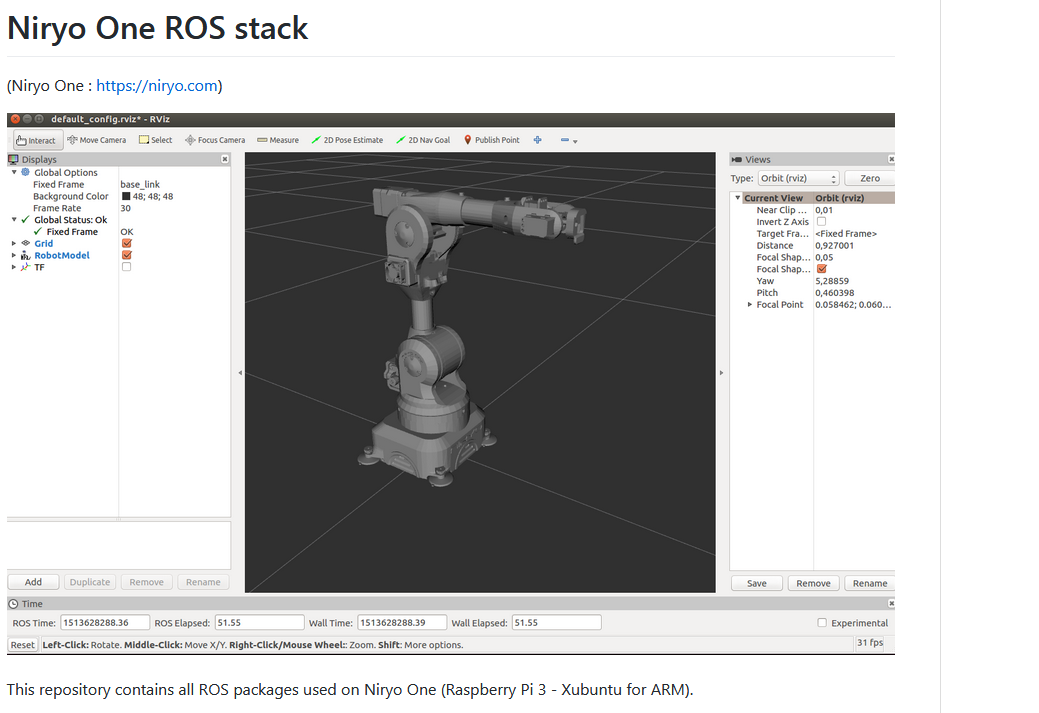 Niryo One ROS stack
(Niryo One : https://niryo.com)
default_config.rviz* - RViz
Interact Move Camera Select Focus Camera Measure 2D Pose Estimate 2D Nav Goal Publish Point
Displays
Global Options
Fixed Frame base_link
Background Color 48; 48; 48
Frame Rate 30
Global Status: Ok
Fixed Frame OK
Grid
RobotModel
TF
Add Duplicate Remove Rename
Views
Type: Orbit (rviz) Zero
Current View Orbit (rviz)
Near Clip ... 0,01
Invert Z Axis
Target Fra... <Fixed Frame>
Distance 0,927001
Focal Shap... 0,05
Focal Shap...
Yaw 5,28859
Pitch 0,460398
Focal Point 0.058462; 0.060...
Save Remove Rename
Time
ROS Time: 1513628288.36 ROS Elapsed: 51.55 Wall Time: 1513628288.39 Wall Elapsed: 51.55 Experimental
Reset Left-Click: Rotate. Middle-Click: Move X/Y. Right-Click/Mouse Wheel:: Zoom. Shift: More options. 31 fps
This repository contains all ROS packages used on Niryo One (Raspberry Pi 3 - Xubuntu for ARM).